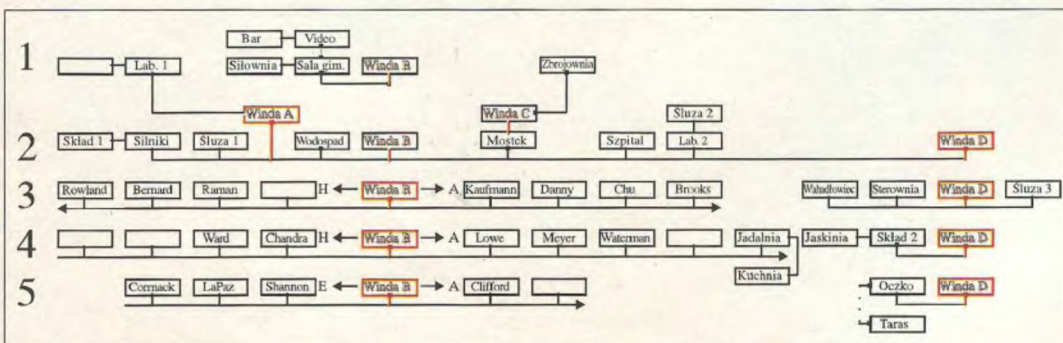 Bar Video
1
Lab. 1 Siłownia Sala gim. Winda B Zbrojownia
Winda A Winda C Śluza 2
2
Skład 1 Silniki Śluza 1 Wodospad Winda B Mostek Szpital Lab. 2 Winda D
3
Rowland Bernard Raman H Winda B A Kaufmann Danny Chu Brooks Wahadłowiec Sterownia Winda D Śluza 3
4
Ward Chandra H Winda B A Lowe Meyer Waterman Jadalnia Jaskinia Skład 2 Winda D
Kuchnia
5
Cormack LaPaz Shannon E Winda B A Clifford Oczko Winda D
Taras